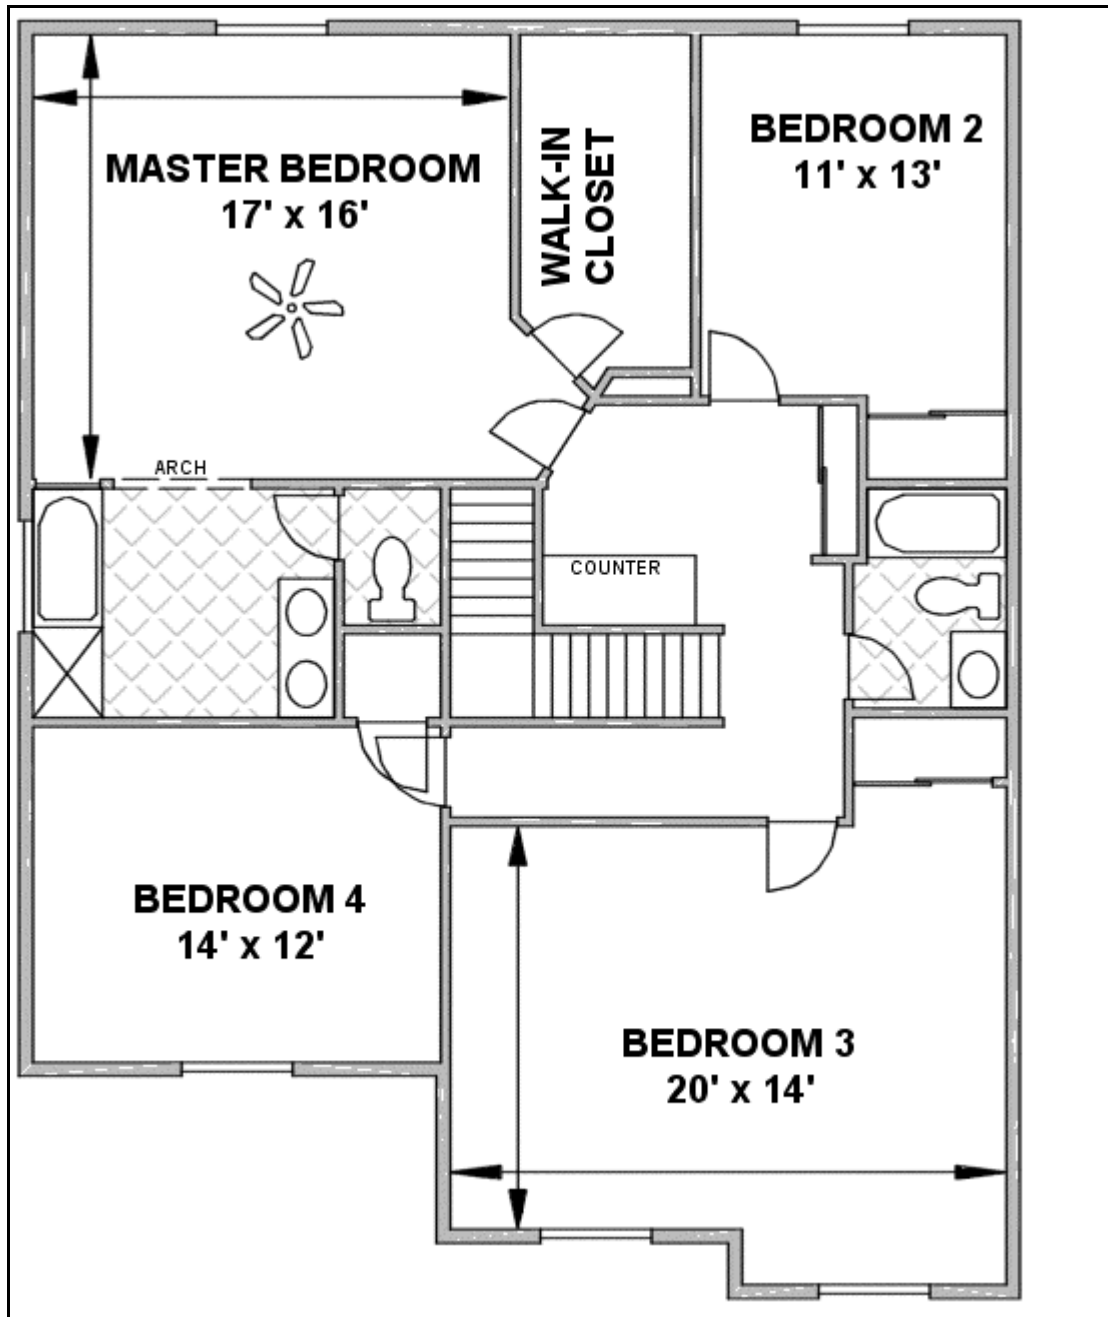 MASTER BEDROOM
17' x 16'
WALK-IN
CLOSET
BEDROOM 2
11' x 13'
ARCH
COUNTER
BEDROOM 4
14' x 12'
BEDROOM 3
20' x 14'